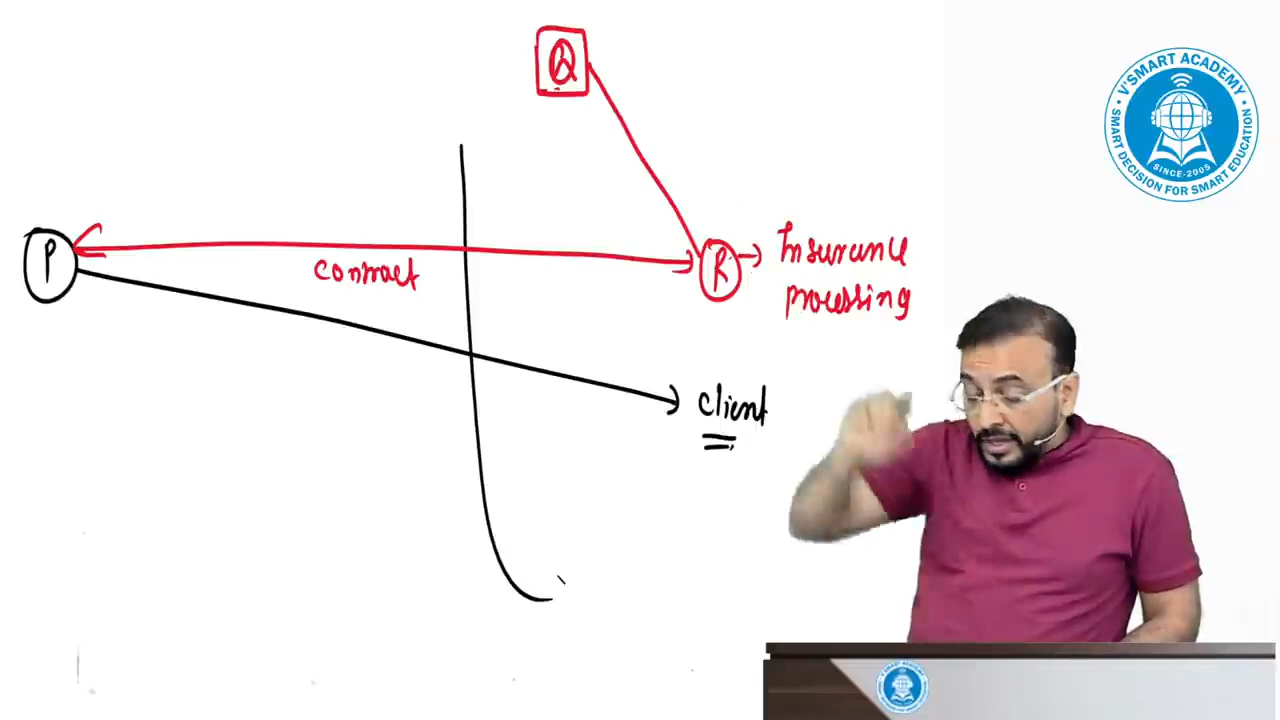 Q
P
contract
R
Insurance
processing
client
V'SMART ACADEMY
SMART DECISION FOR SMART EDUCATION
SINCE-2005